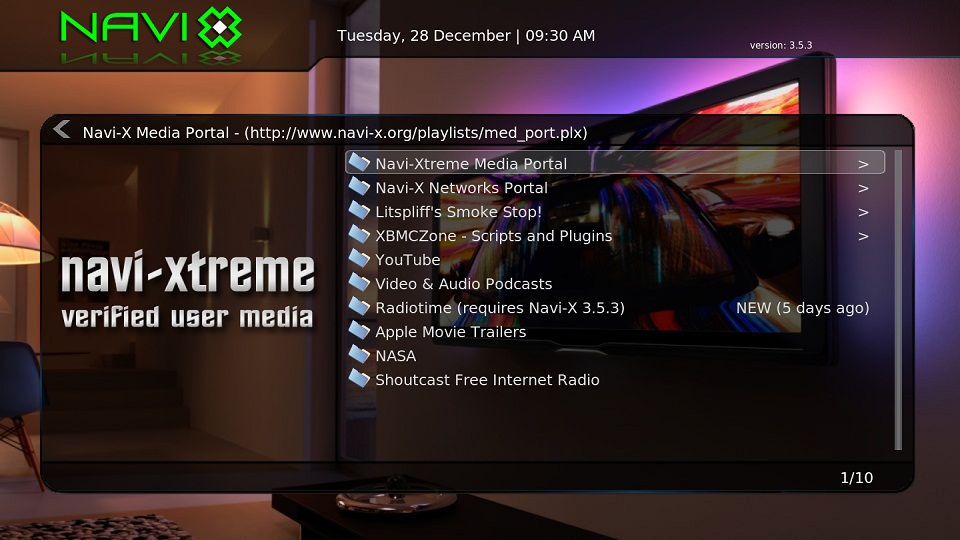 NAVI X
Tuesday, 28 December | 09:30 AM
version: 3.5.3
Navi-X Media Portal - (http://www.navi-x.org/playlists/med_port.plx)
navi-xtreme
verified user media
Navi-Xtreme Media Portal >
Navi-X Networks Portal >
Litspliff's Smoke Stop! >
XBMCZone - Scripts and Plugins >
YouTube
Video & Audio Podcasts
Radiotime (requires Navi-X 3.5.3) NEW (5 days ago)
Apple Movie Trailers
NASA
Shoutcast Free Internet Radio
1/10